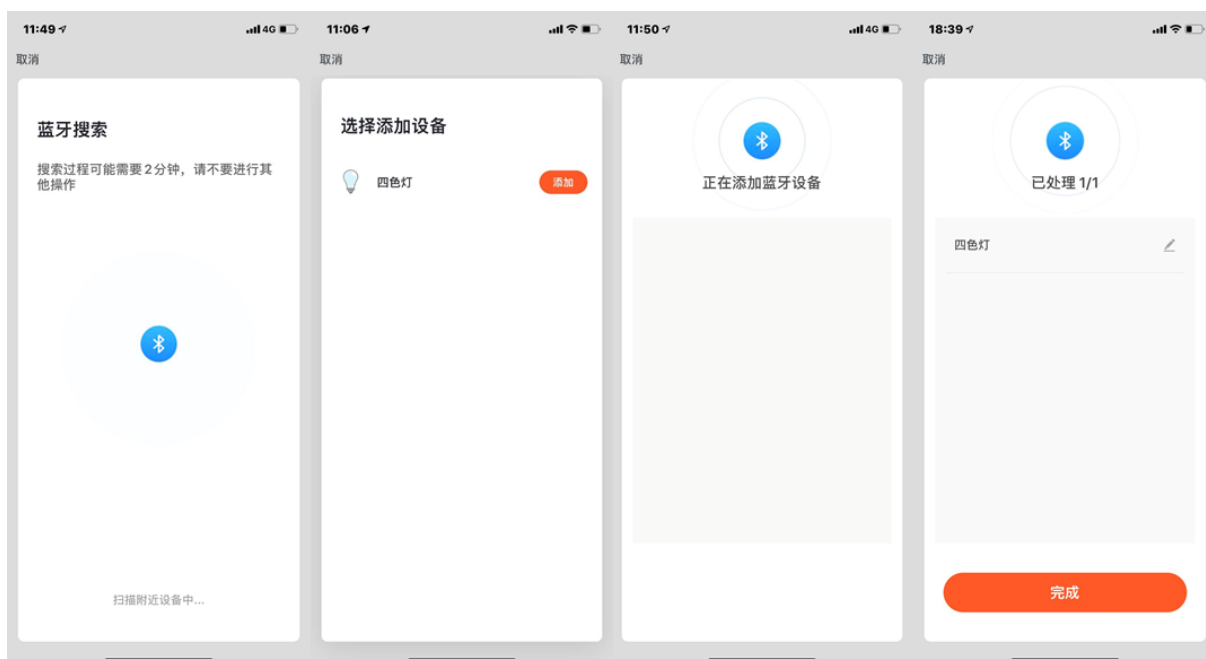 11:49
4G
取消
蓝牙搜索
搜索过程可能需要2分钟，请不要进行其
他操作
扫描附近设备中...
11:06
取消
选择添加设备
四色灯
添加
11:50
4G
取消
正在添加蓝牙设备
18:39
取消
已处理 1/1
四色灯
完成